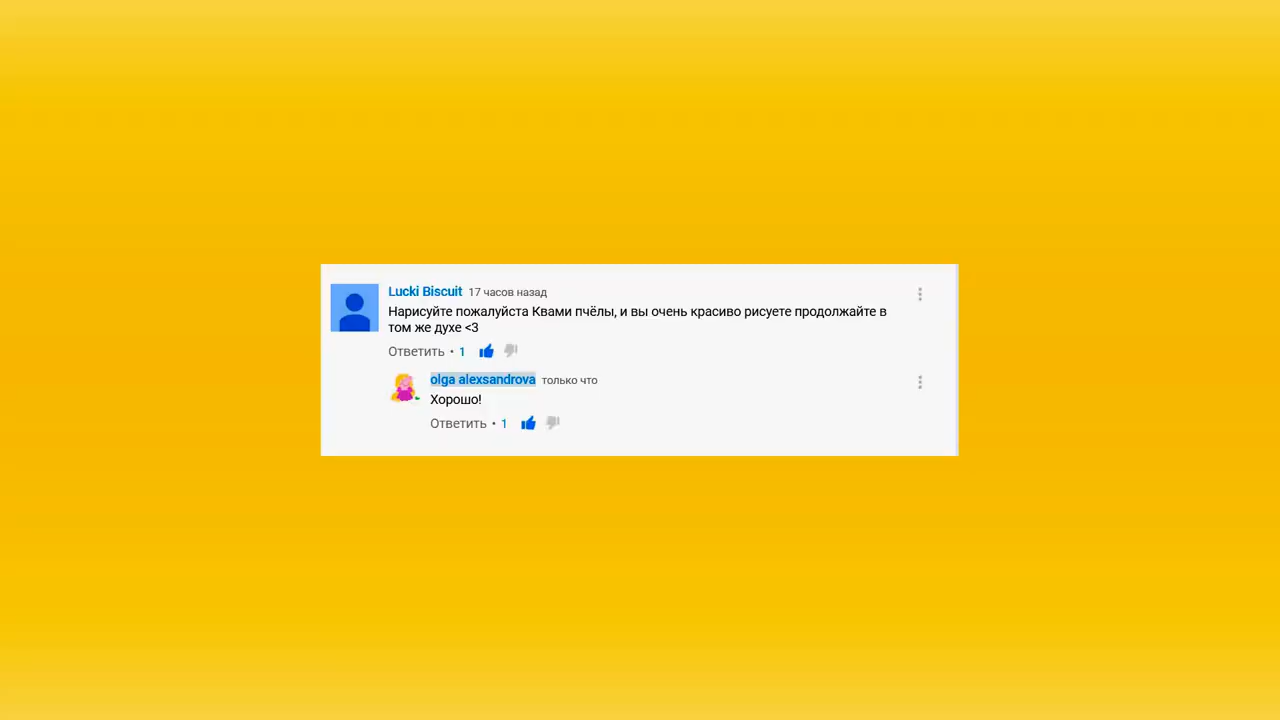 Lucki Biscuit 17 часов назад
Нарисуйте пожалуйста Квами пчёлы, и вы очень красиво рисуете продолжайте в
том же духе <3
Ответить • 1
olga alexsandrova только что
Хорошо!
Ответить • 1